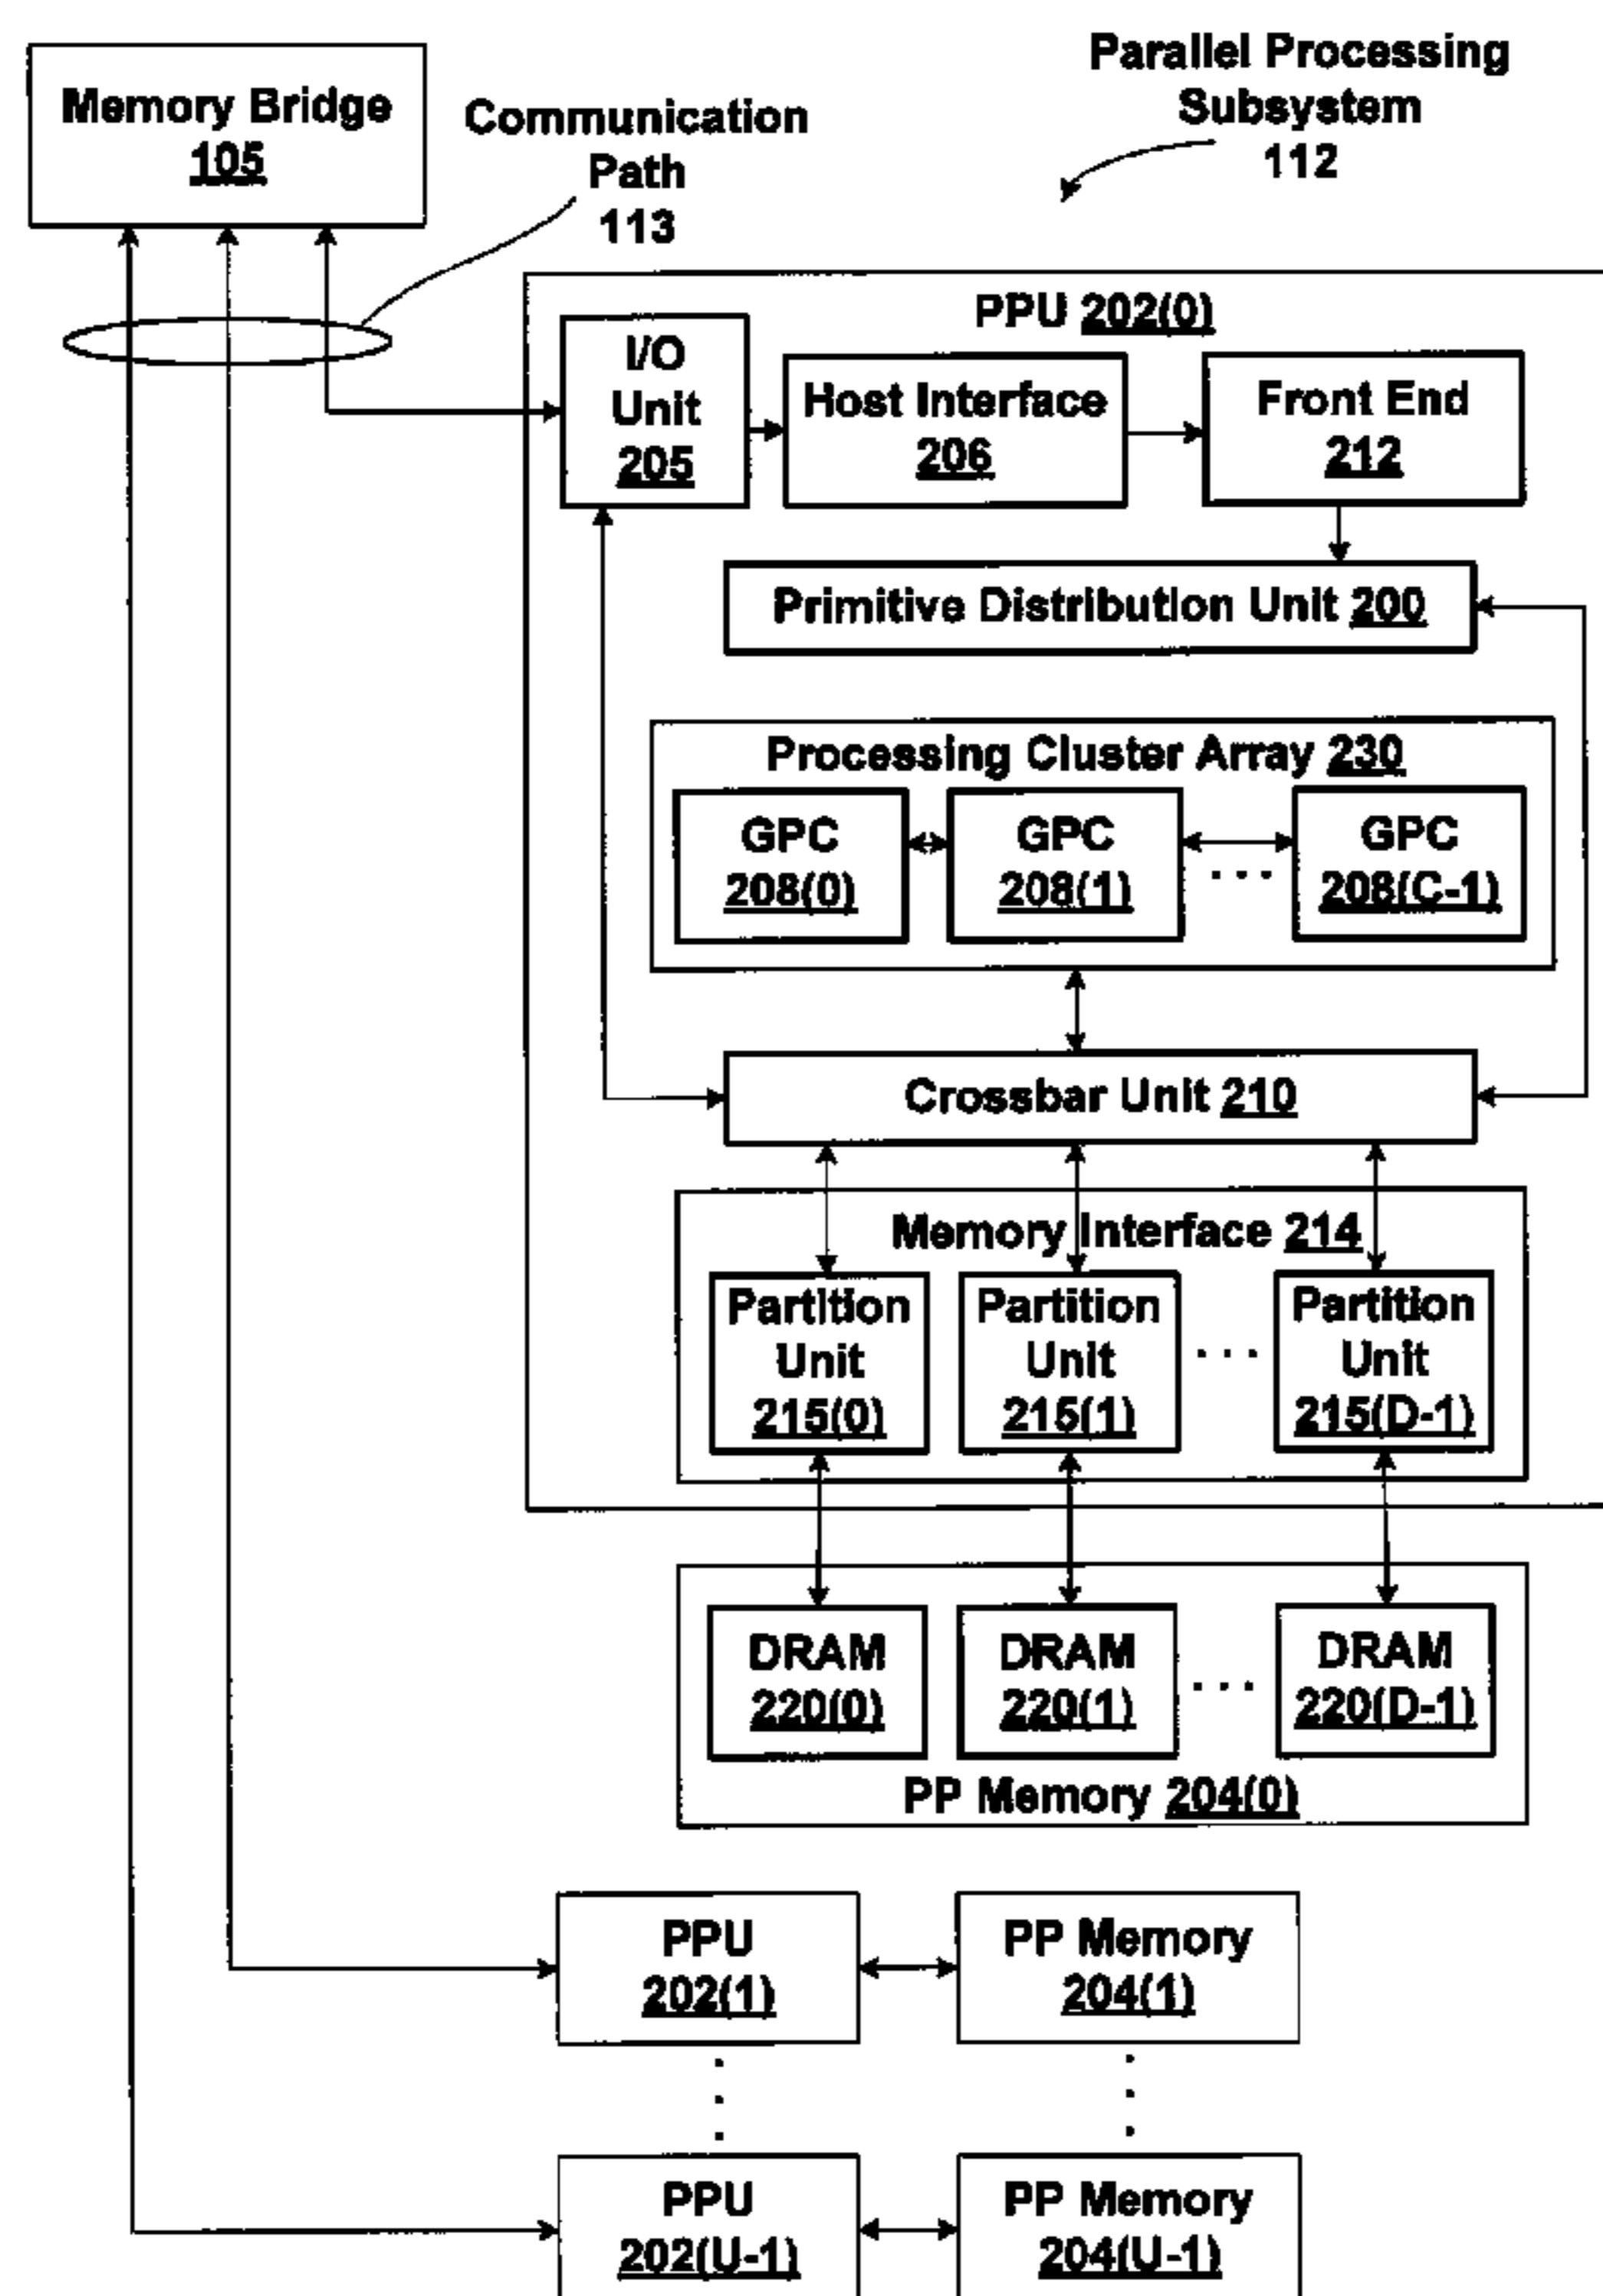 Memory Bridge
105
Communication
Path
113
Parallel Processing
Subsystem
112
PPU 202(0)
I/O
Unit
205
Host Interface
206
Front End
212
Primitive Distribution Unit 200
Processing Cluster Array 230
GPC
208(0)
GPC
208(1)
. . .
GPC
208(C-1)
Crossbar Unit 210
Memory Interface 214
Partition
Unit
215(0)
Partition
Unit
215(1)
. . .
Partition
Unit
215(D-1)
DRAM
220(0)
DRAM
220(1)
. . .
DRAM
220(D-1)
PP Memory 204(0)
PPU
202(1)
PP Memory
204(1)
PPU
202(U-1)
PP Memory
204(U-1)